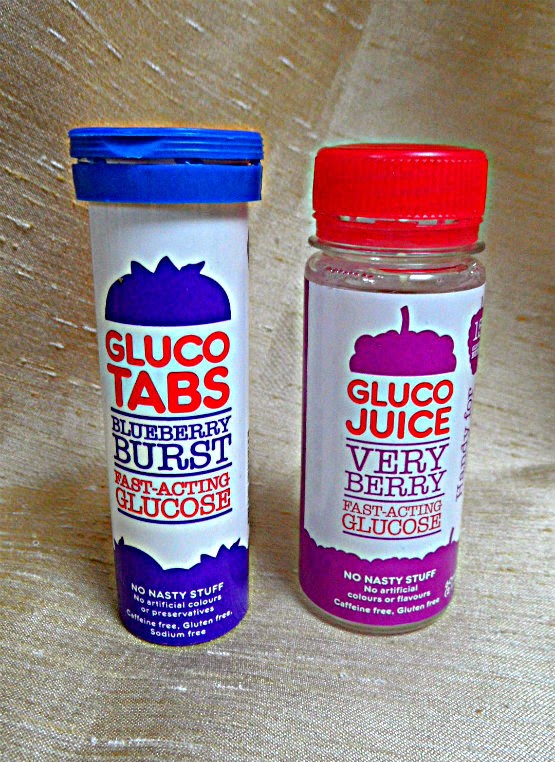 GLUCO
TABS
BLUEBERRY
BURST
FAST-ACTING
GLUCOSE
NO NASTY STUFF
No artificial colours
or preservatives
Caffeine free, Gluten free,
Sodium free
GLUCO
JUICE
VERY
BERRY
FAST-ACTING
GLUCOSE
NO NASTY STUFF
No artificial
colours or flavours
Caffeine free, Gluten free
Handy for